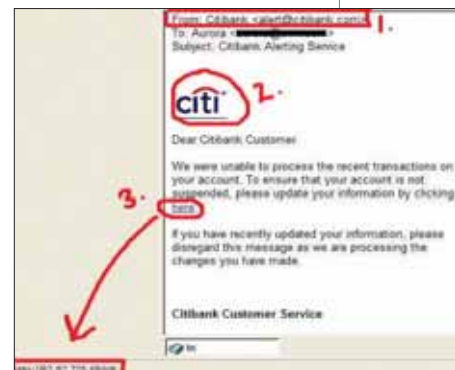 From: Citibank <alert@citibank.com>
1.
To: Aurora <
Subject: Citibank Alerting Service
citi
2.
Dear Citibank Customer
We were unable to process the recent transactions on
your account. To ensure that your account is not
suspended, please update your information by clicking
3.
here.
If you have recently updated your information, please
disregard this message as we are processing the
changes you have made.
Citibank Customer Service